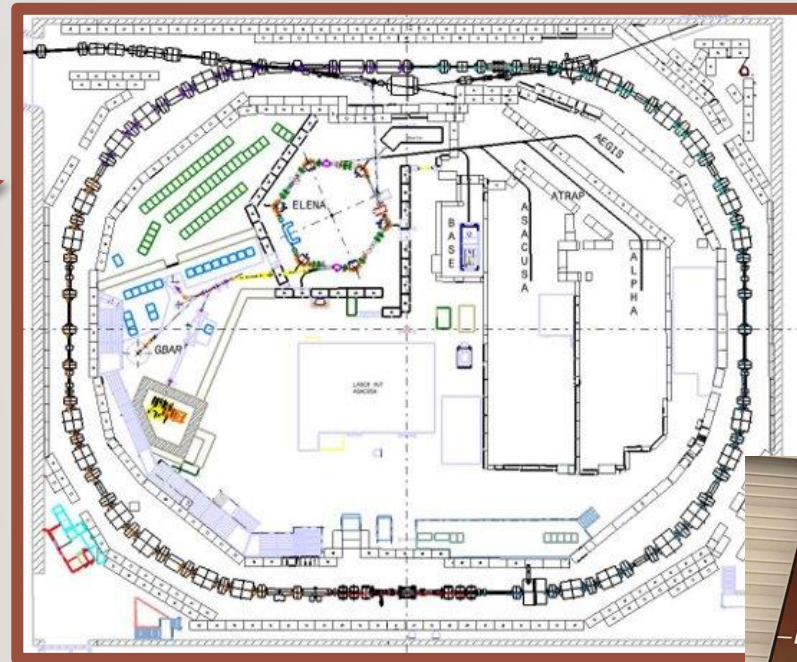 AEGIS
ELENA
ATRAP
BASE
ASACUSA
ALPHA
GBAR
LASER HUT
ASACUSA